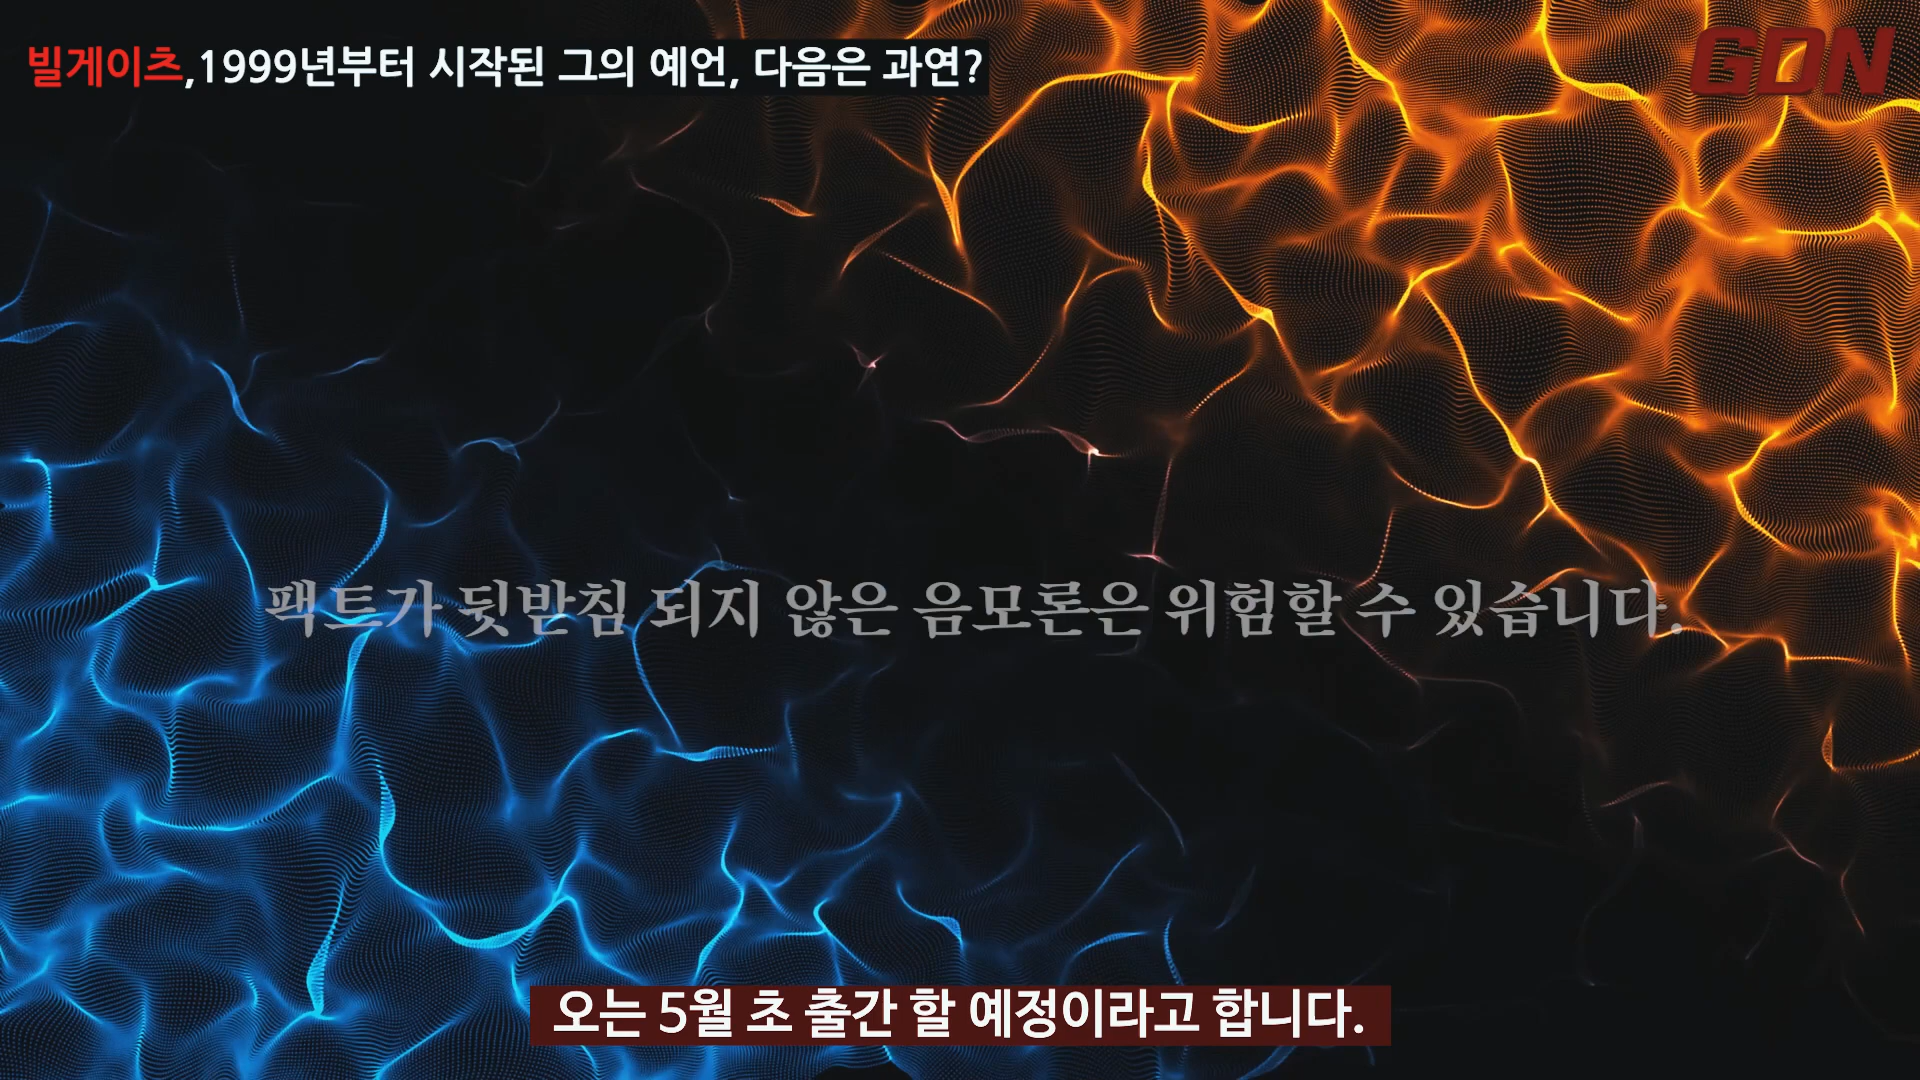 빌게이츠,1999년부터 시작된 그의 예언, 다음은 과연?
GDN
팩트가 뒷받침 되지 않은 음모론은 위험할 수 있습니다.
오는 5월 초 출간 할 예정이라고 합니다.